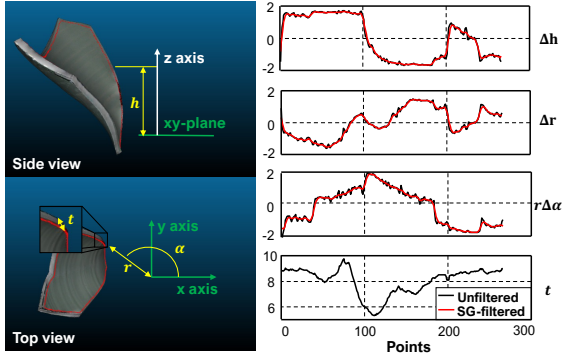 z axis
h
xy-plane
Side view
t
y axis
α
r
x axis
Top view
2
0
-2
Δh
2
0
-2
Δr
2
0
-2
rΔα
10
8
6
t
Unfiltered
SG-filtered
0 100 200 300
Points